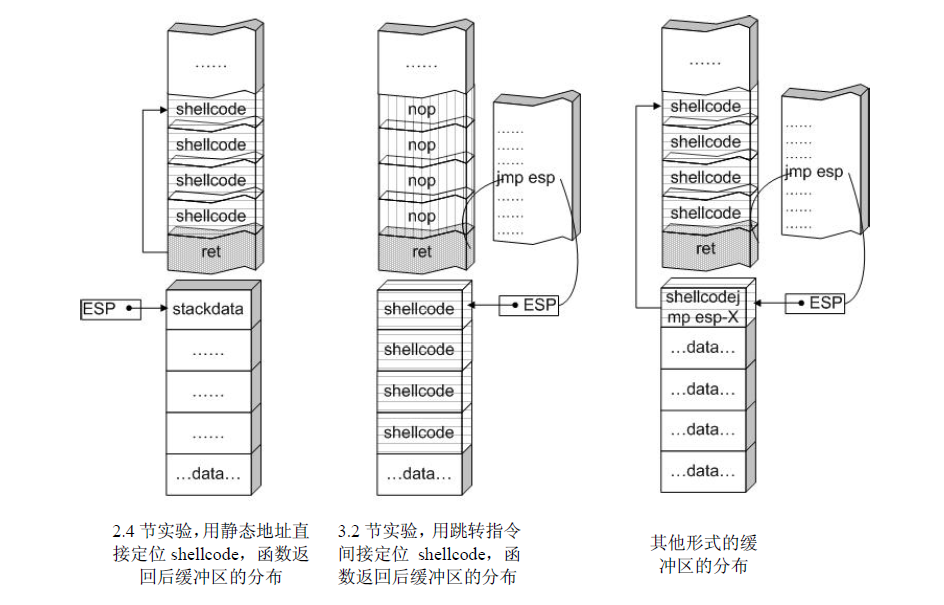 ……
shellcode
shellcode
shellcode
shellcode
ret
ESP
stackdata
……
……
……
…data…
2.4 节实验，用静态地址直
接定位 shellcode，函数返
回后缓冲区的分布
……
nop
nop
nop
nop
ret
……
……
……
jmp esp
……
……
……
ESP
shellcode
shellcode
shellcode
shellcode
…data…
3.2 节实验，用跳转指令
间接定位 shellcode，函
数返回后缓冲区的分布
……
shellcode
shellcode
shellcode
shellcode
ret
……
……
……
jmp esp
……
……
……
ESP
shellcodej
mp esp-X
…data…
…data…
…data…
…data…
其他形式的缓
冲区的分布